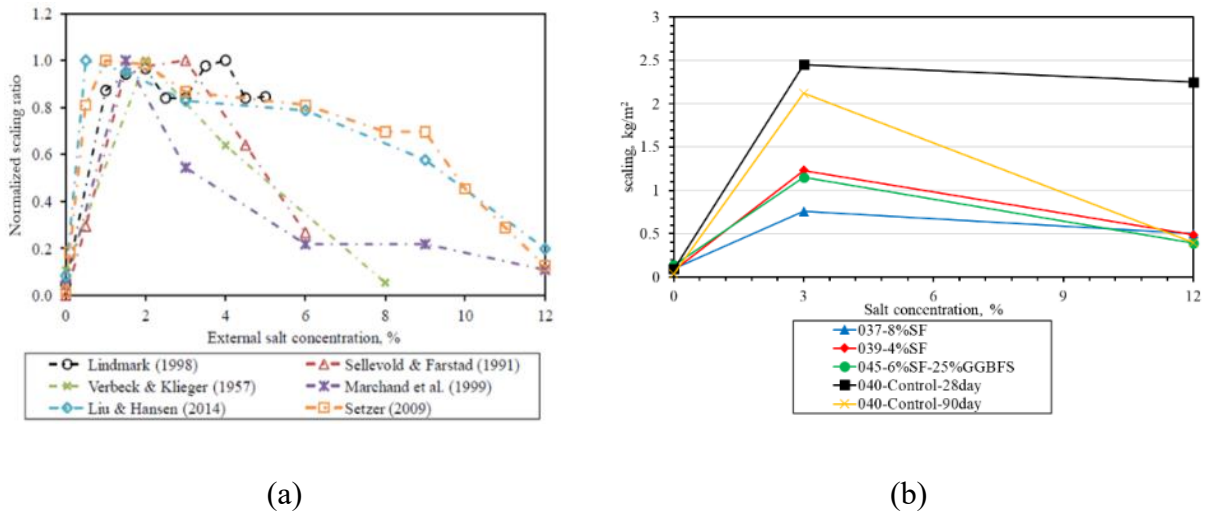 1.2
1.0
0.8
0.6
0.4
0.2
0.0
Normalized scaling ratio
0 2 4 6 8 10 12
External salt concentration, %
Lindmark (1998) Sellevold & Farstad (1991)
Verbeck & Klieger (1957) Marchand et al. (1999)
Liu & Hansen (2014) Setzer (2009)
(a)
3
2.5
2
1.5
1
0.5
0
scaling, kg/m²
0 3 6 9 12
Salt concentration, %
037-8%SF
039-4%SF
045-6%SF-25%GGBFS
040-Control-28day
040-Control-90day
(b)